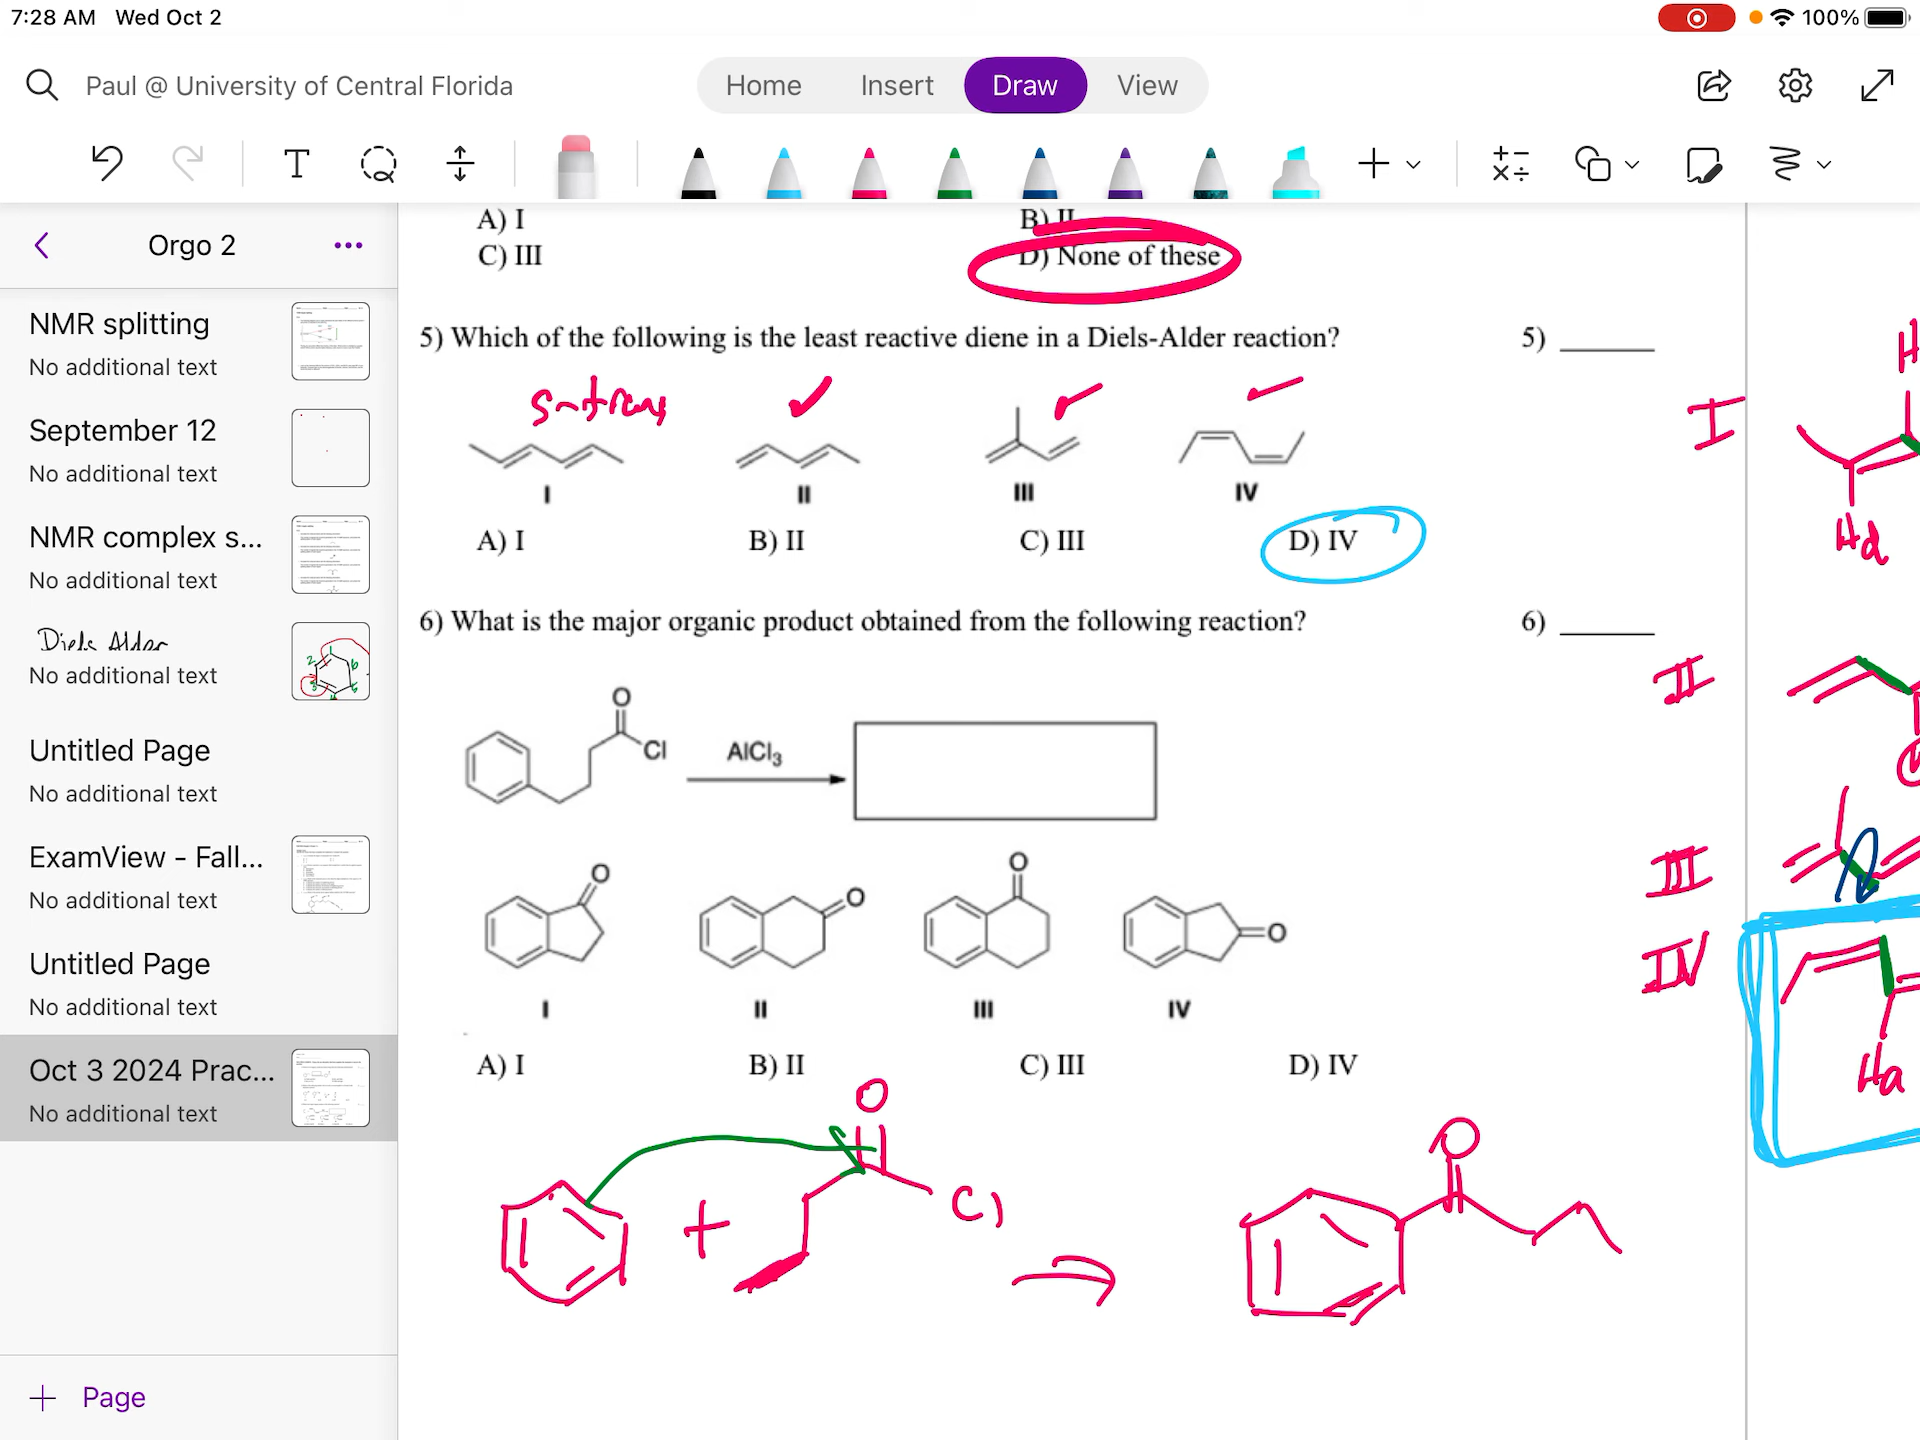 7:28 AM Wed Oct 2
100%
Paul @ University of Central Florida
Home Insert Draw View
T
Orgo 2
NMR splitting
No additional text
September 12
No additional text
NMR complex s...
No additional text
Diels Alder
No additional text
Untitled Page
No additional text
ExamView - Fall...
No additional text
Untitled Page
No additional text
Oct 3 2024 Prac...
No additional text
+ Page
A) I B) II
C) III D) None of these
5) Which of the following is the least reactive diene in a Diels-Alder reaction? 5) ______
s-trans
I II III IV
A) I B) II C) III D) IV
6) What is the major organic product obtained from the following reaction? 6) ______
O
Cl AlCl3
O O O O
I II III IV
A) I B) II C) III D) IV
O
+ Cl
O
I
H
Hd
II
III
IV
Ha